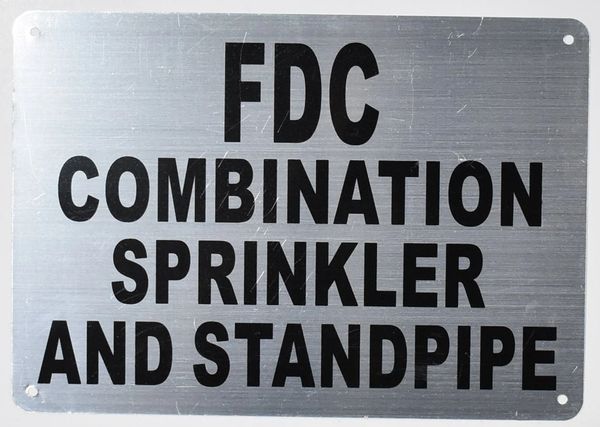 FDC
COMBINATION
SPRINKLER
AND STANDPIPE